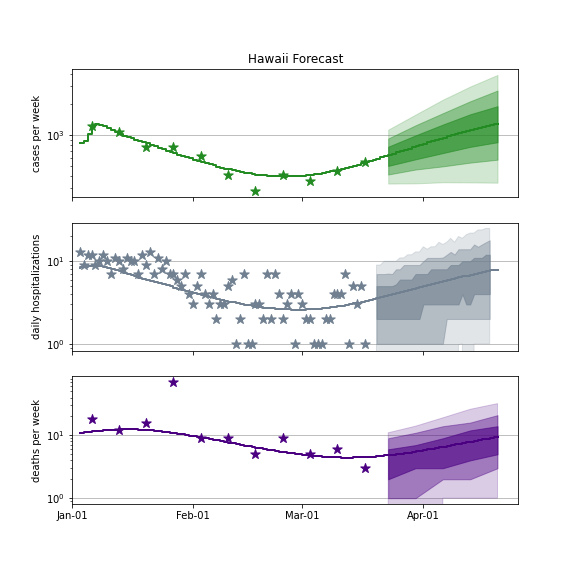 Hawaii Forecast
cases per week
10³
daily hospitalizations
10¹
10⁰
deaths per week
10¹
10⁰
Jan-01 Feb-01 Mar-01 Apr-01